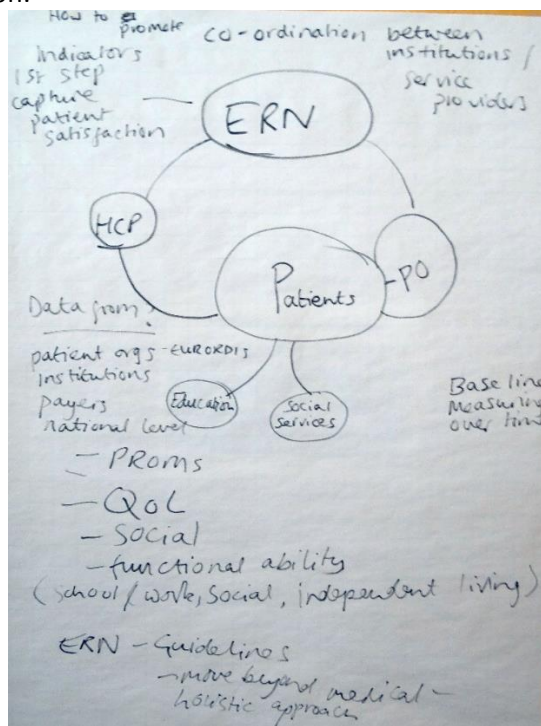 How to promote
co-ordination between
institutions /
service
providers
Indicators
1st step
capture
patient
satisfaction
ERN
HCP
Patients
-PO
Data from:
patient orgs - EURORDIS
institutions
payers
national level
Education
Social
services
Baseline
Measuring
over time
- PROMs
- QoL
- Social
- functional ability
(school / work, Social, independent living)
ERN - Guidelines
- move beyond medical -
holistic approach